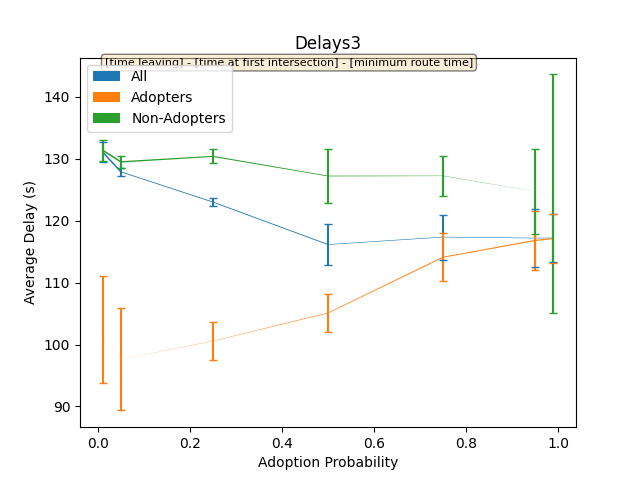 Delays3
[time leaving] - [time at first intersection] - [minimum route time]
All
Adopters
Non-Adopters
140
130
120
110
100
90
Average Delay (s)
0.0 0.2 0.4 0.6 0.8 1.0
Adoption Probability